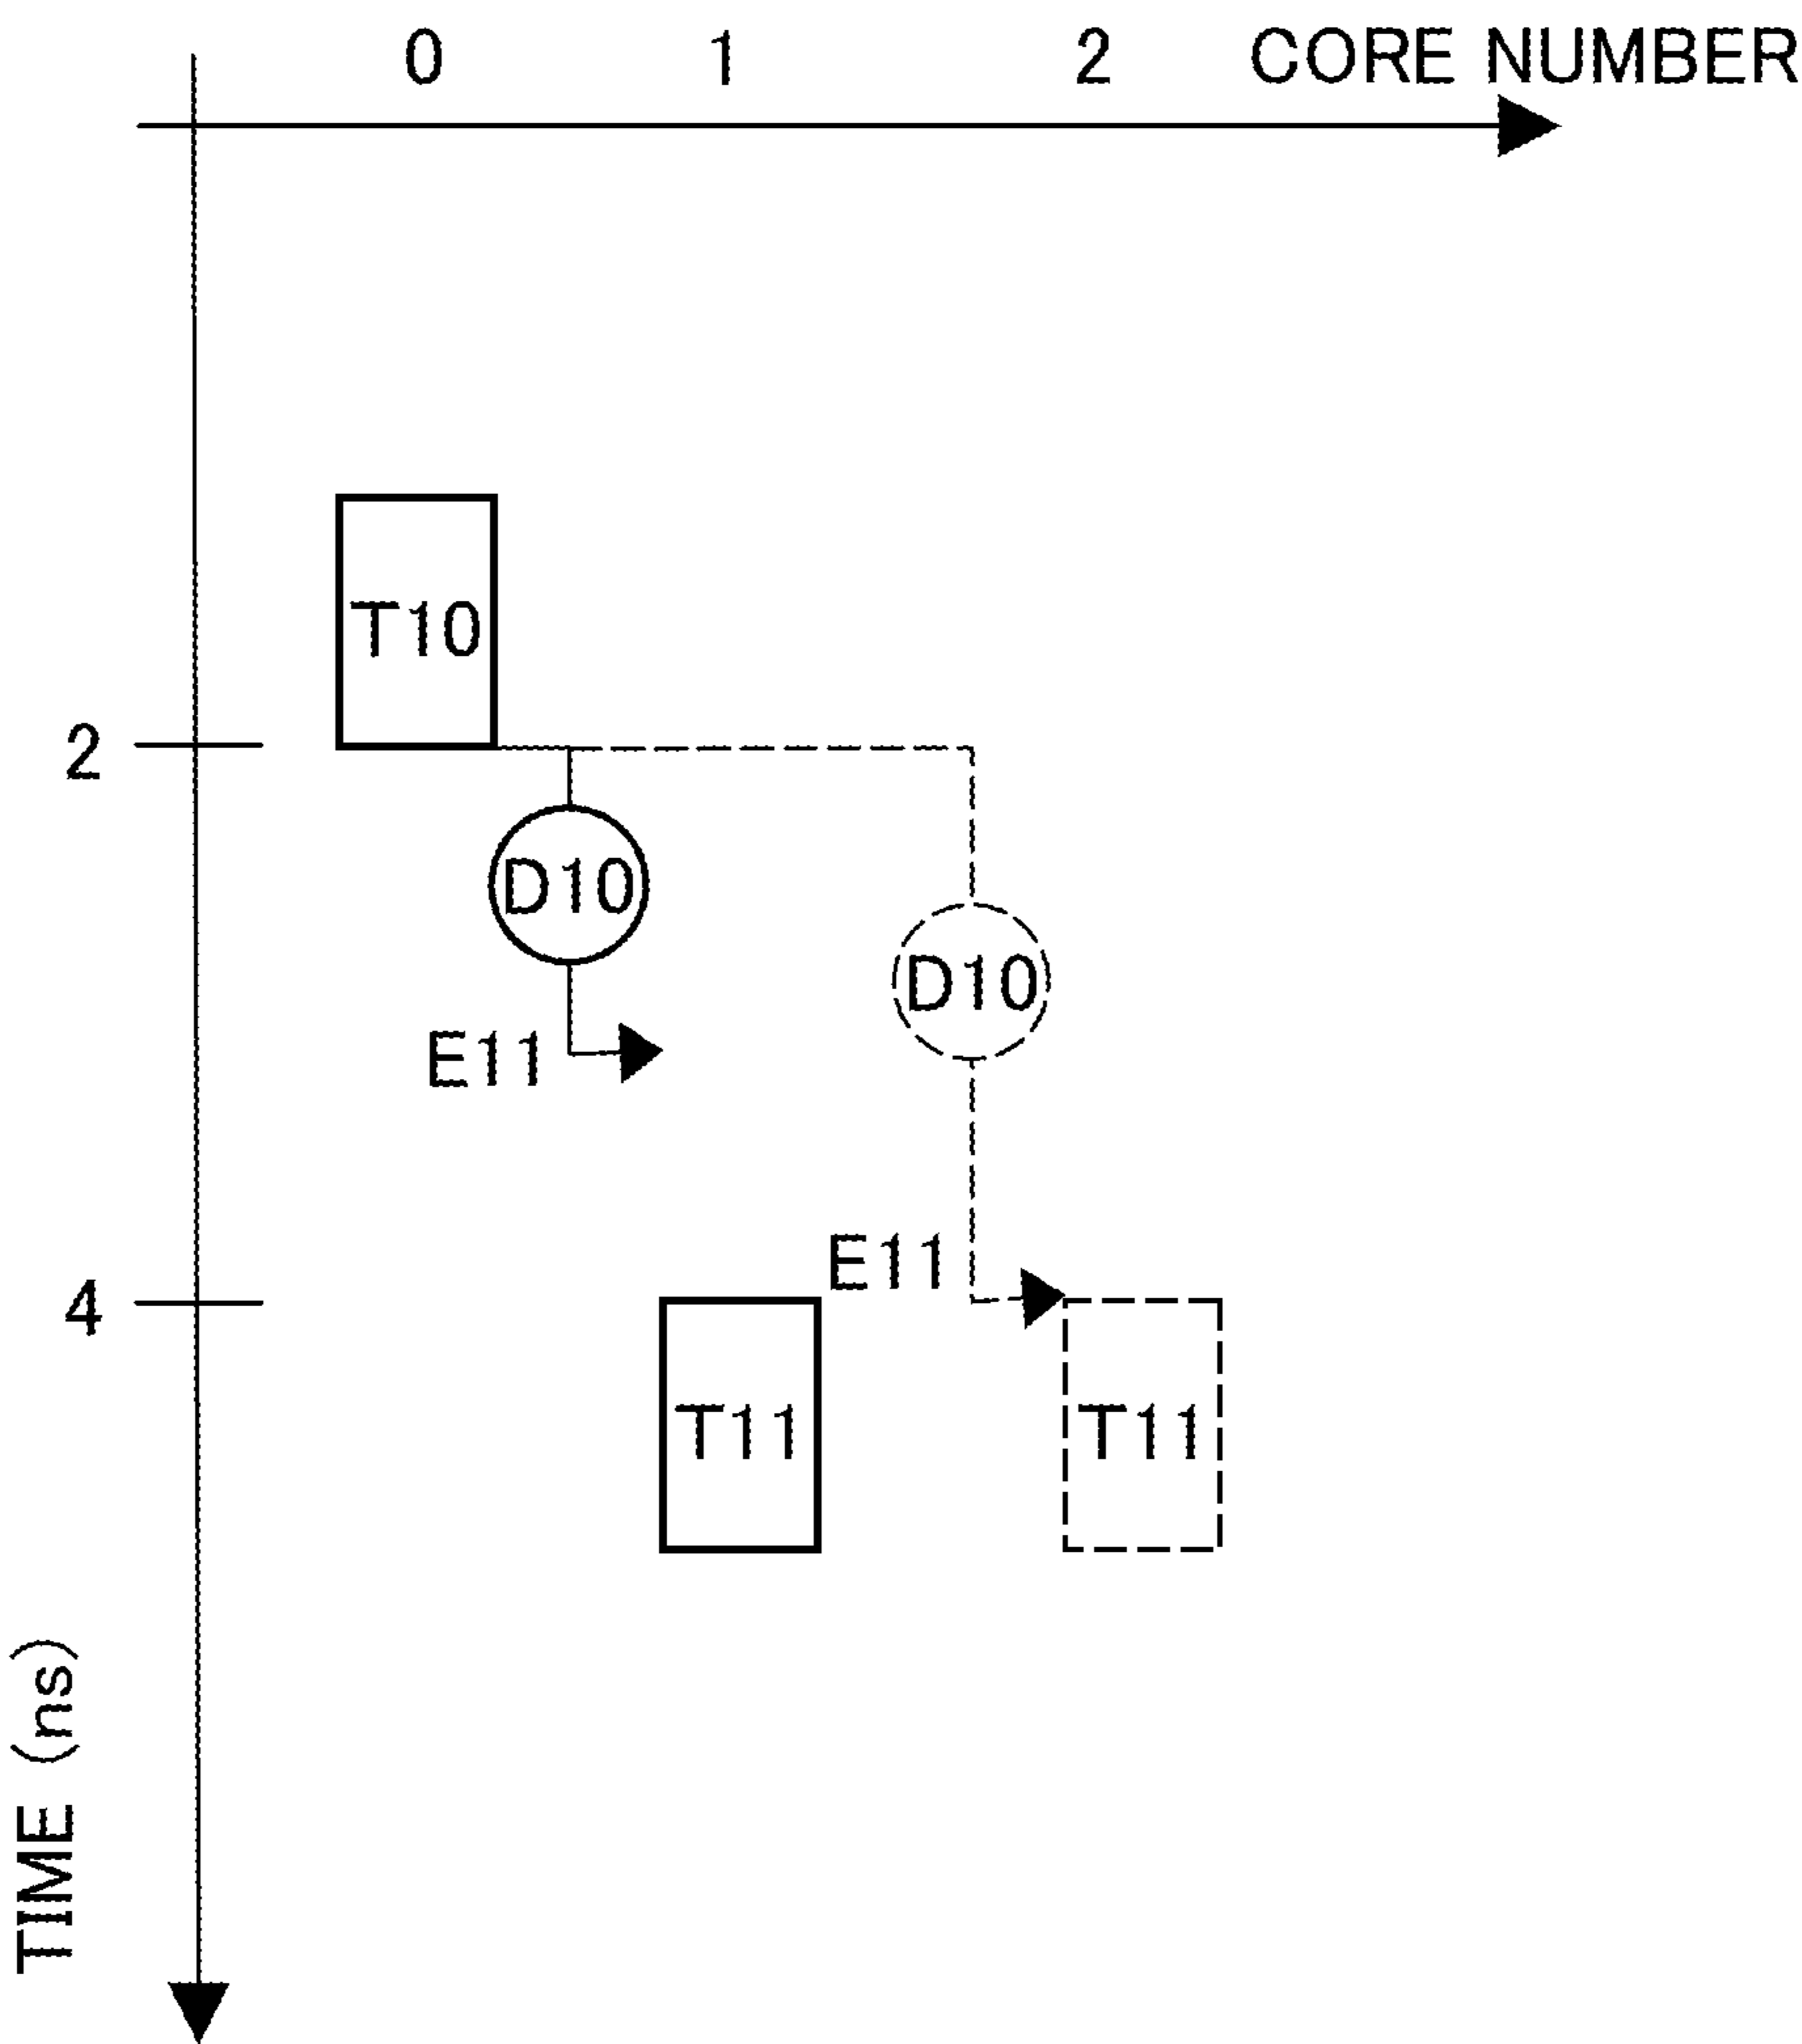 0 1 2 CORE NUMBER
T10
2
D10
D10
E11
E11
4
T11 T11
TIME (ns)